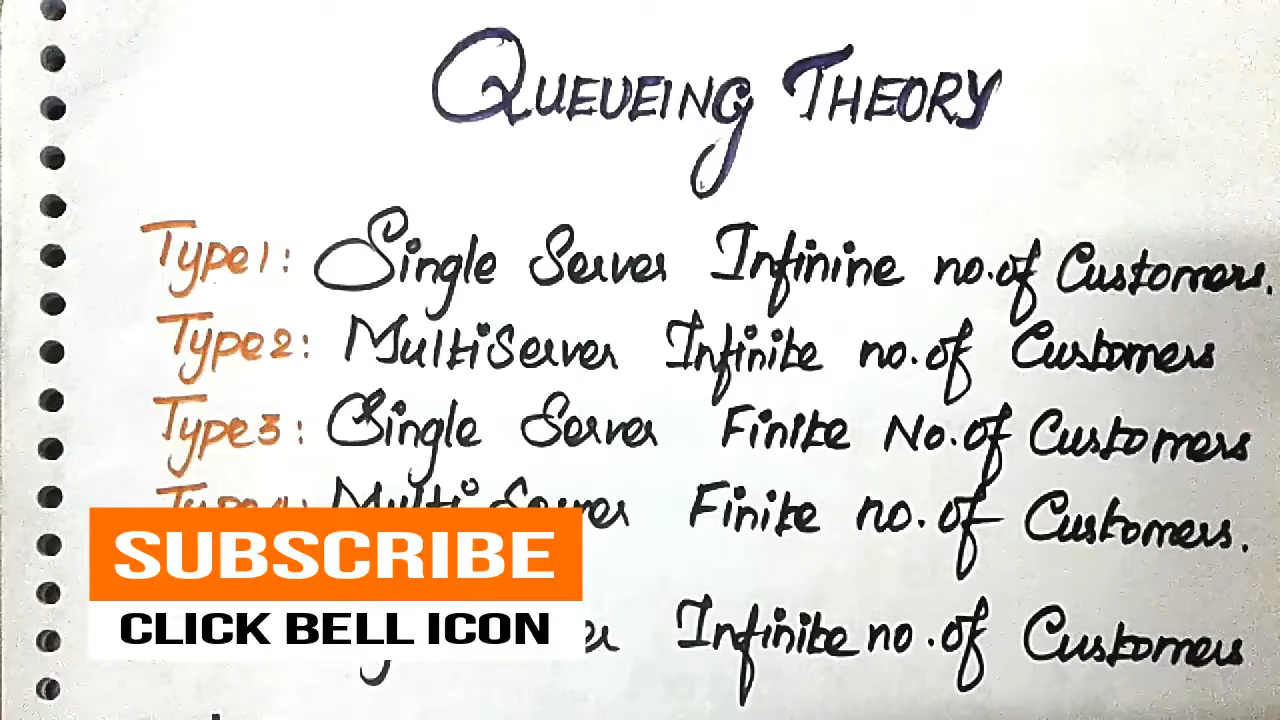 QUEUEING THEORY
Type1: Single Server Infinine no.of Customers.
Type2: MultiServer Infinite no.of Customers
Type3: Single Server Finite No.of Customers
Multi Server Finite no.of Customers.
SUBSCRIBE
CLICK BELL ICON
Infinite no.of Customers